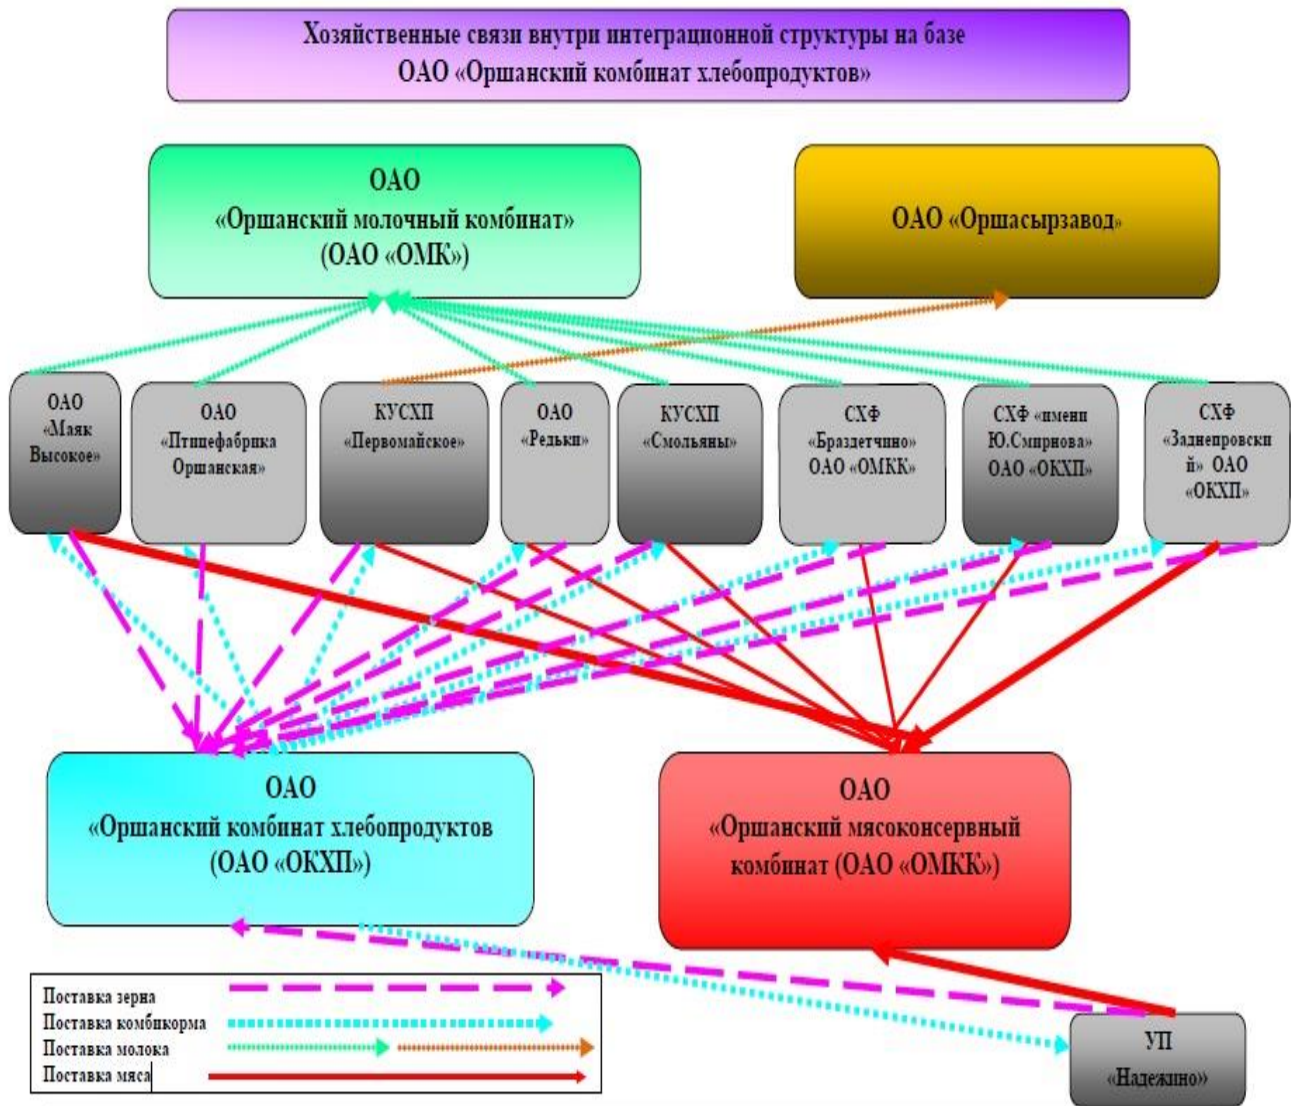 Хозяйственные связи внутри интеграционной структуры на базе
ОАО «Оршанский комбинат хлебопродуктов»
ОАО
«Оршанский молочный комбинат»
(ОАО «ОМК»)
ОАО «Оршасырзавод»
ОАО
«Маяк
Высокое»
ОАО
«Птицефабрика
Оршанская»
КУСХП
«Первомайское»
ОАО
«Редьки»
КУСХП
«Смольяны»
СХФ
«Браздетчино»
ОАО «ОМКК»
СХФ «имени
Ю.Смирнова»
ОАО «ОКХП»
СХФ
«Заднепровски
й» ОАО
«ОКХП»
ОАО
«Оршанский комбинат хлебопродуктов
(ОАО «ОКХП»)
ОАО
«Оршанский мясоконсервный
комбинат (ОАО «ОМКК»)
Поставка зерна
Поставка комбикорма
Поставка молока
Поставка мяса
УП
«Надежино»